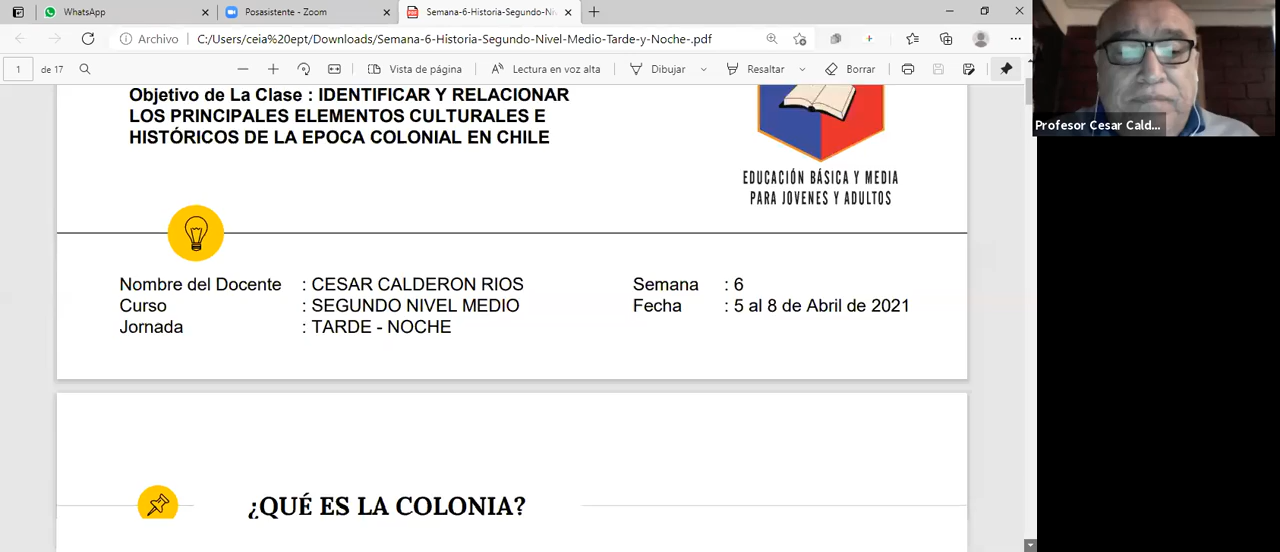 WhatsApp
Posasistente - Zoom
Semana-6-Historia-Segundo-Ni
Archivo
C:/Users/ceia%20ept/Downloads/Semana-6-Historia-Segundo-Nivel-Medio-Tarde-y-Noche-.pdf
1 de 17
Vista de página
Lectura en voz alta
Dibujar
Resaltar
Borrar
Profesor Cesar Cald...
Objetivo de La Clase : IDENTIFICAR Y RELACIONAR
LOS PRINCIPALES ELEMENTOS CULTURALES E
HISTÓRICOS DE LA EPOCA COLONIAL EN CHILE
EDUCACIÓN BÁSICA Y MEDIA
PARA JOVENES Y ADULTOS
Nombre del Docente : CESAR CALDERON RIOS
Curso : SEGUNDO NIVEL MEDIO
Jornada : TARDE - NOCHE
Semana : 6
Fecha : 5 al 8 de Abril de 2021
¿QUÉ ES LA COLONIA?